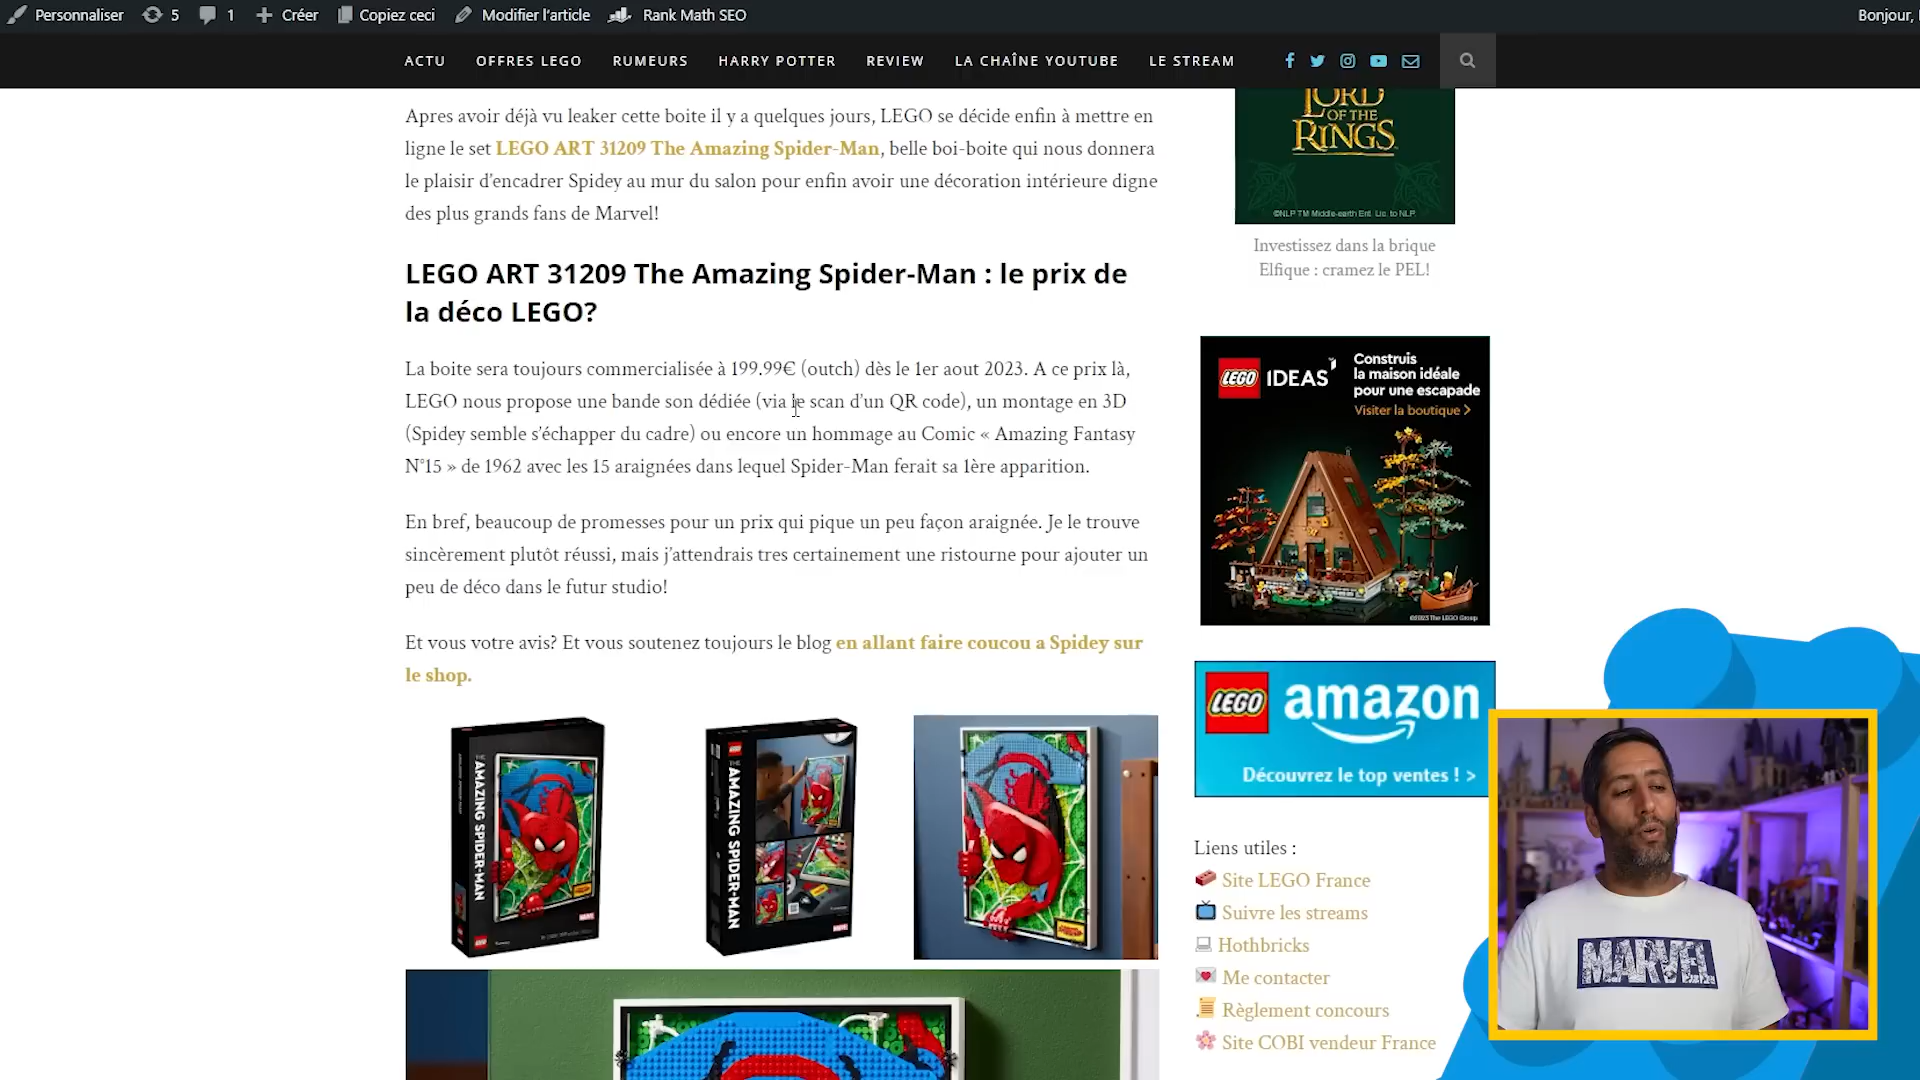 Personnaliser 5 1 Créer Copiez ceci Modifier l'article Rank Math SEO Bonjour,
ACTU OFFRES LEGO RUMEURS HARRY POTTER REVIEW LA CHAÎNE YOUTUBE LE STREAM
Apres avoir déjà vu leaker cette boite il y a quelques jours, LEGO se décide enfin à mettre en
ligne le set LEGO ART 31209 The Amazing Spider-Man, belle boi-boite qui nous donnera
le plaisir d'encadrer Spidey au mur du salon pour enfin avoir une décoration intérieure digne
des plus grands fans de Marvel!
LEGO ART 31209 The Amazing Spider-Man : le prix de
la déco LEGO?
La boite sera toujours commercialisée à 199.99€ (outch) dès le 1er aout 2023. A ce prix là,
LEGO nous propose une bande son dédiée (via le scan d'un QR code), un montage en 3D
(Spidey semble s'échapper du cadre) ou encore un hommage au Comic « Amazing Fantasy
N°15 » de 1962 avec les 15 araignées dans lequel Spider-Man ferait sa 1ère apparition.
En bref, beaucoup de promesses pour un prix qui pique un peu façon araignée. Je le trouve
sincèrement plutôt réussi, mais j'attendrais tres certainement une ristourne pour ajouter un
peu de déco dans le futur studio!
Et vous votre avis? Et vous soutenez toujours le blog en allant faire coucou a Spidey sur
le shop.
THE AMAZING SPIDER-MAN
LEGO
MARVEL
LEGO
THE AMAZING SPIDER-MAN
MARVEL
LORD
OF THE
RINGS
©NLP TM Middle-earth Ent. Lic. to NLP.
Investissez dans la brique
Elfique : cramez le PEL!
LEGO IDEAS
Construis
la maison idéale
pour une escapade
Visiter la boutique >
©2023 The LEGO Group
LEGO amazon
Découvrez le top ventes ! >
Liens utiles :
Site LEGO France
Suivre les streams
Hothbricks
Me contacter
Règlement concours
Site COBI vendeur France
MARVEL